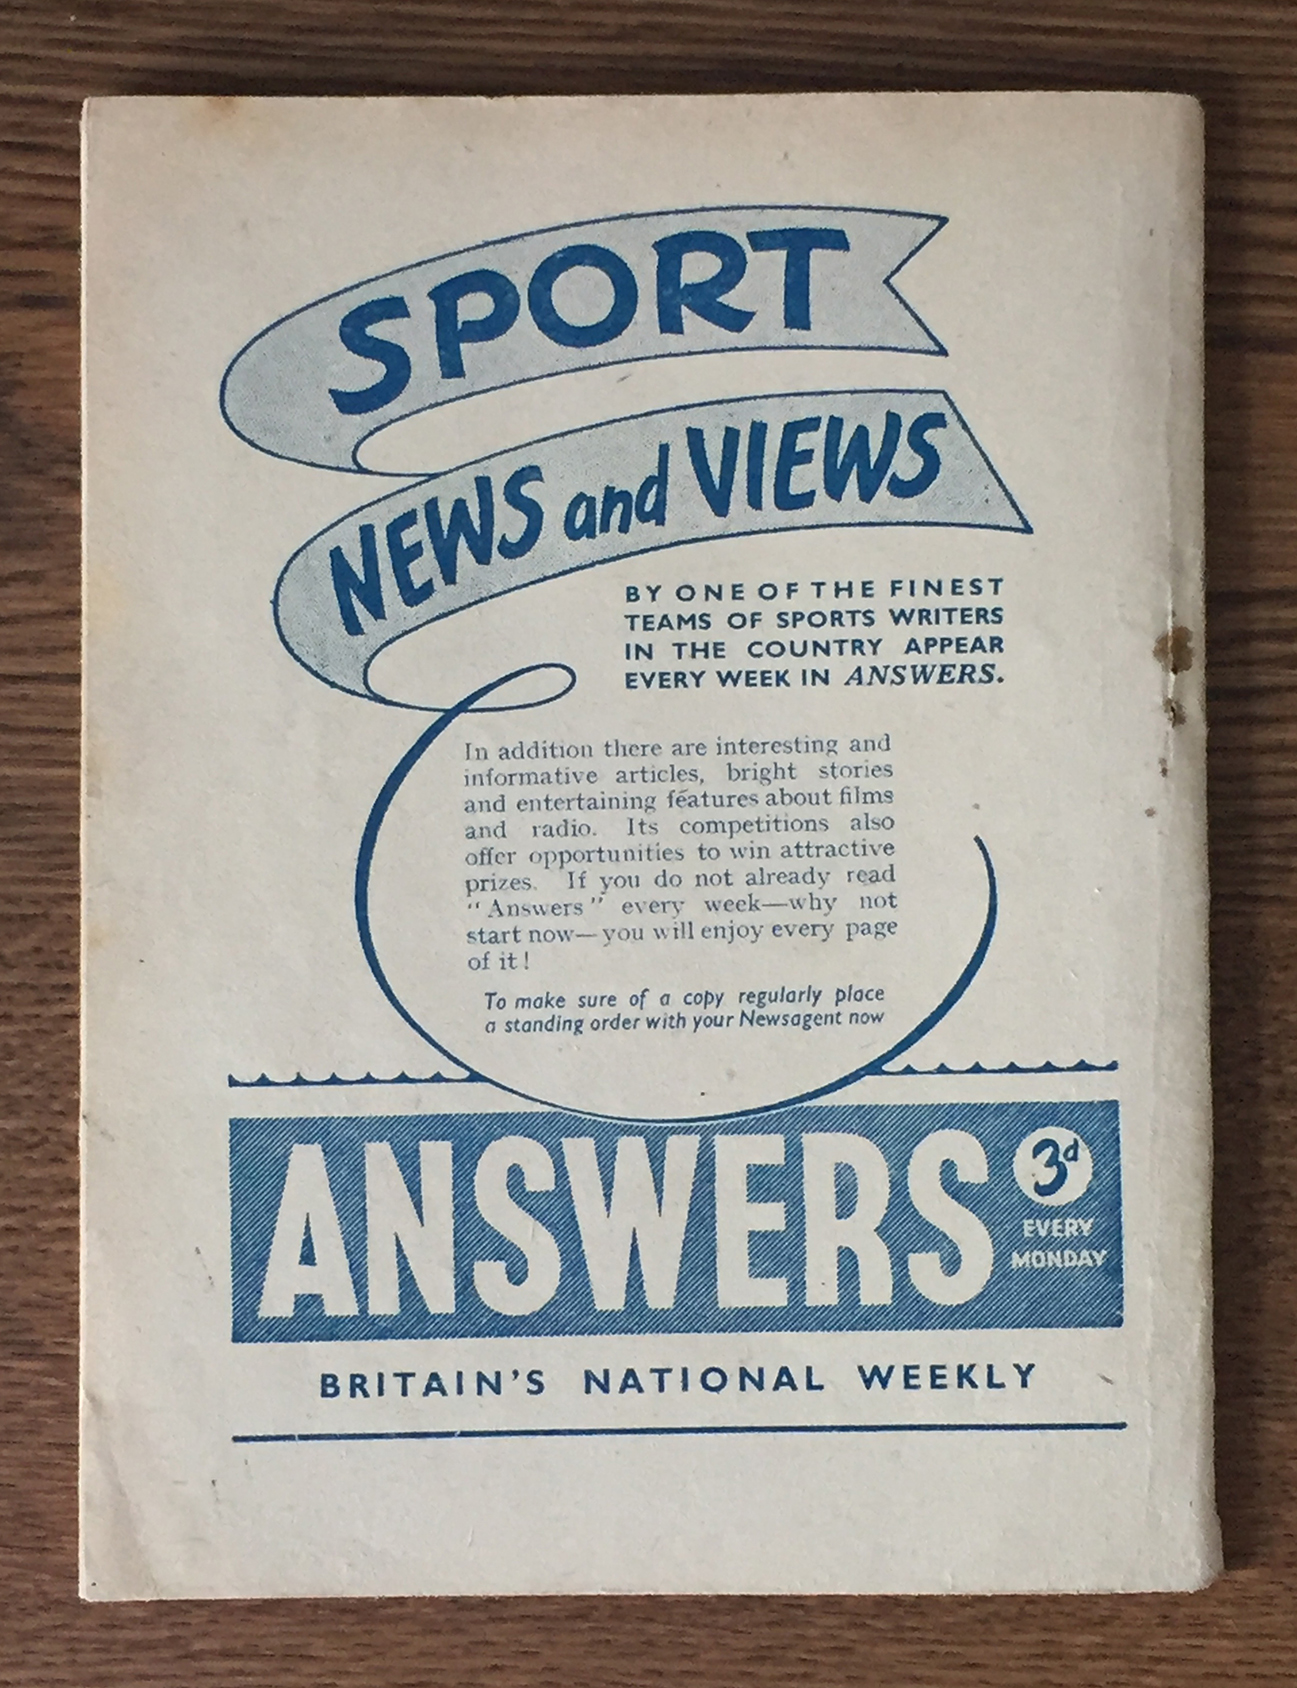 SPORT
NEWS and VIEWS
BY ONE OF THE FINEST
TEAMS OF SPORTS WRITERS
IN THE COUNTRY APPEAR
EVERY WEEK IN ANSWERS.
In addition there are interesting and
informative articles, bright stories
and entertaining features about films
and radio. Its competitions also
offer opportunities to win attractive
prizes. If you do not already read
“Answers” every week—why not
start now—you will enjoy every page
of it!
To make sure of a copy regularly place
a standing order with your Newsagent now
ANSWERS
3d
EVERY
MONDAY
BRITAIN'S NATIONAL WEEKLY